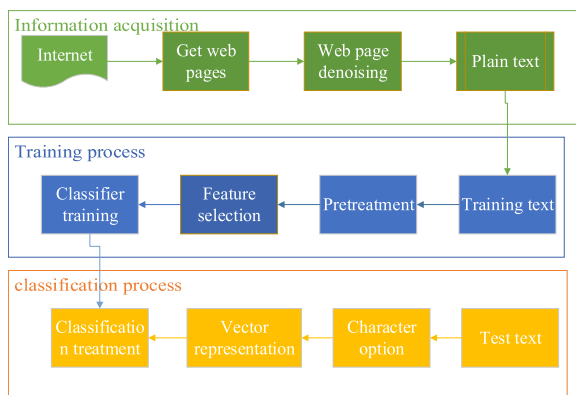 Information acquisition
Internet
Get web
pages
Web page
denoising
Plain text
Training process
Classifier
training
Feature
selection
Pretreatment
Training text
classification process
Classificatio
n treatment
Vector
representation
Character
option
Test text